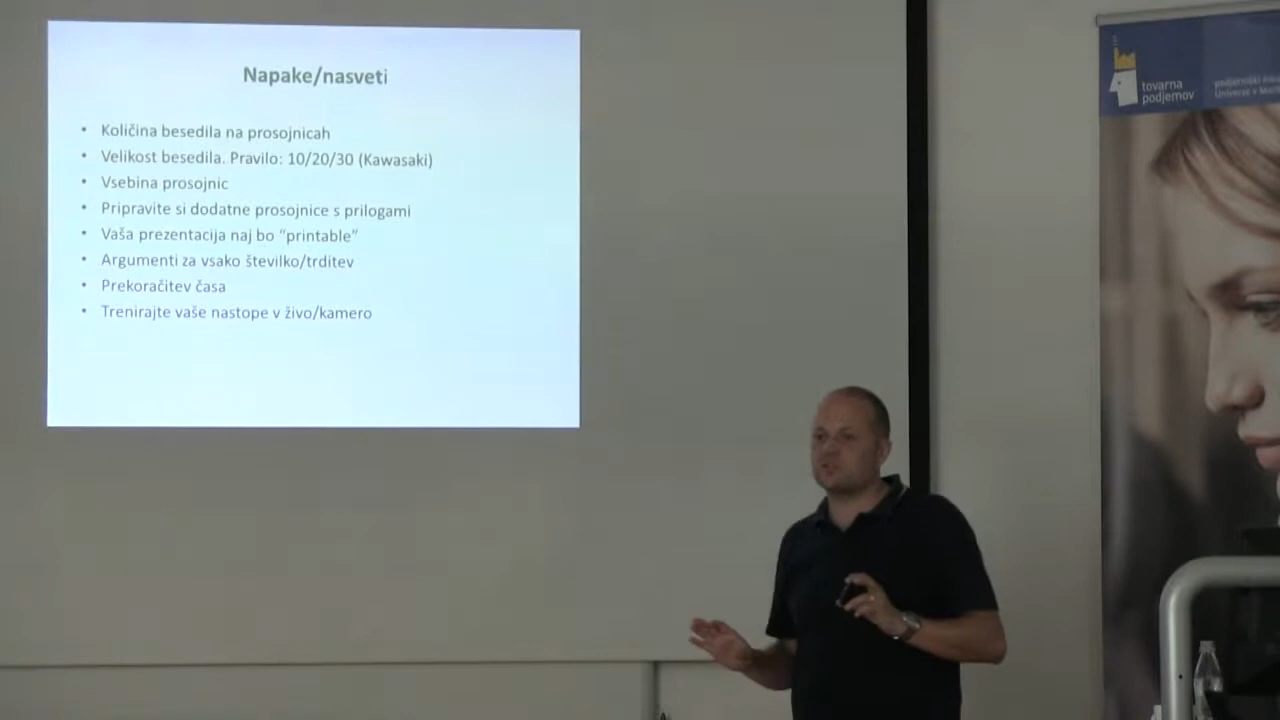 Napake/nasveti
• Količina besedila na prosojnicah
• Velikost besedila. Pravilo: 10/20/30 (Kawasaki)
• Vsebina prosojnic
• Pripravite si dodatne prosojnice s prilogami
• Vaša prezentacija naj bo “printable”
• Argumenti za vsako številko/trditev
• Prekoračitev časa
• Trenirajte vaše nastope v živo/kamero
tovarna
podjemov
podjetniški
Univerze v